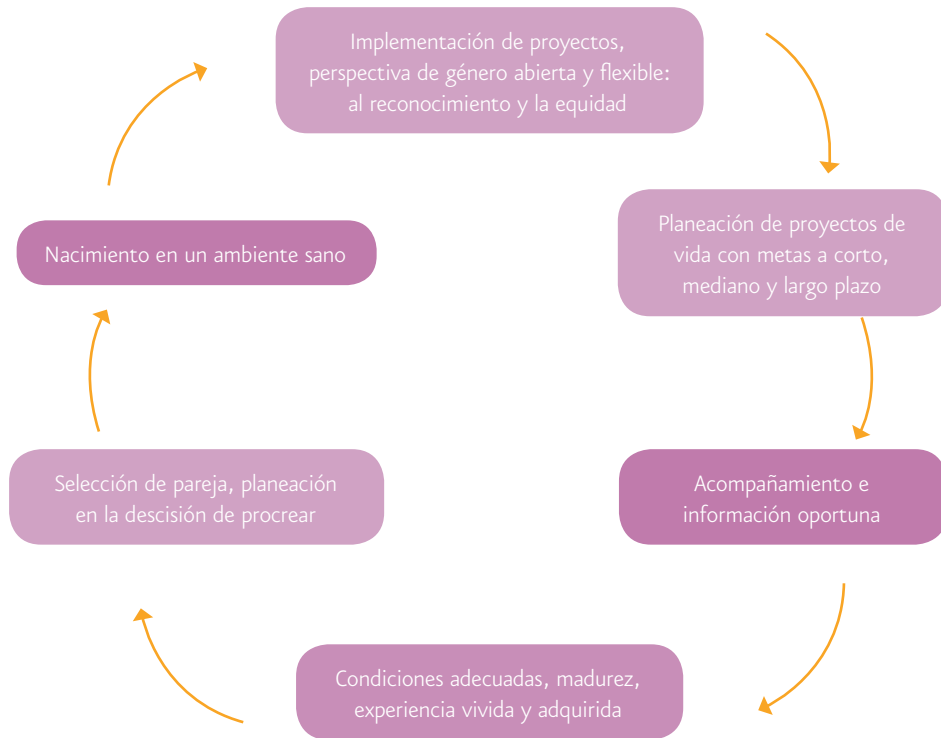 Implementación de proyectos,
perspectiva de género abierta y flexible:
al reconocimiento y la equidad
Planeación de proyectos de
vida con metas a corto,
mediano y largo plazo
Acompañamiento e
información oportuna
Condiciones adecuadas, madurez,
experiencia vivida y adquirida
Selección de pareja, planeación
en la descisión de procrear
Nacimiento en un ambiente sano